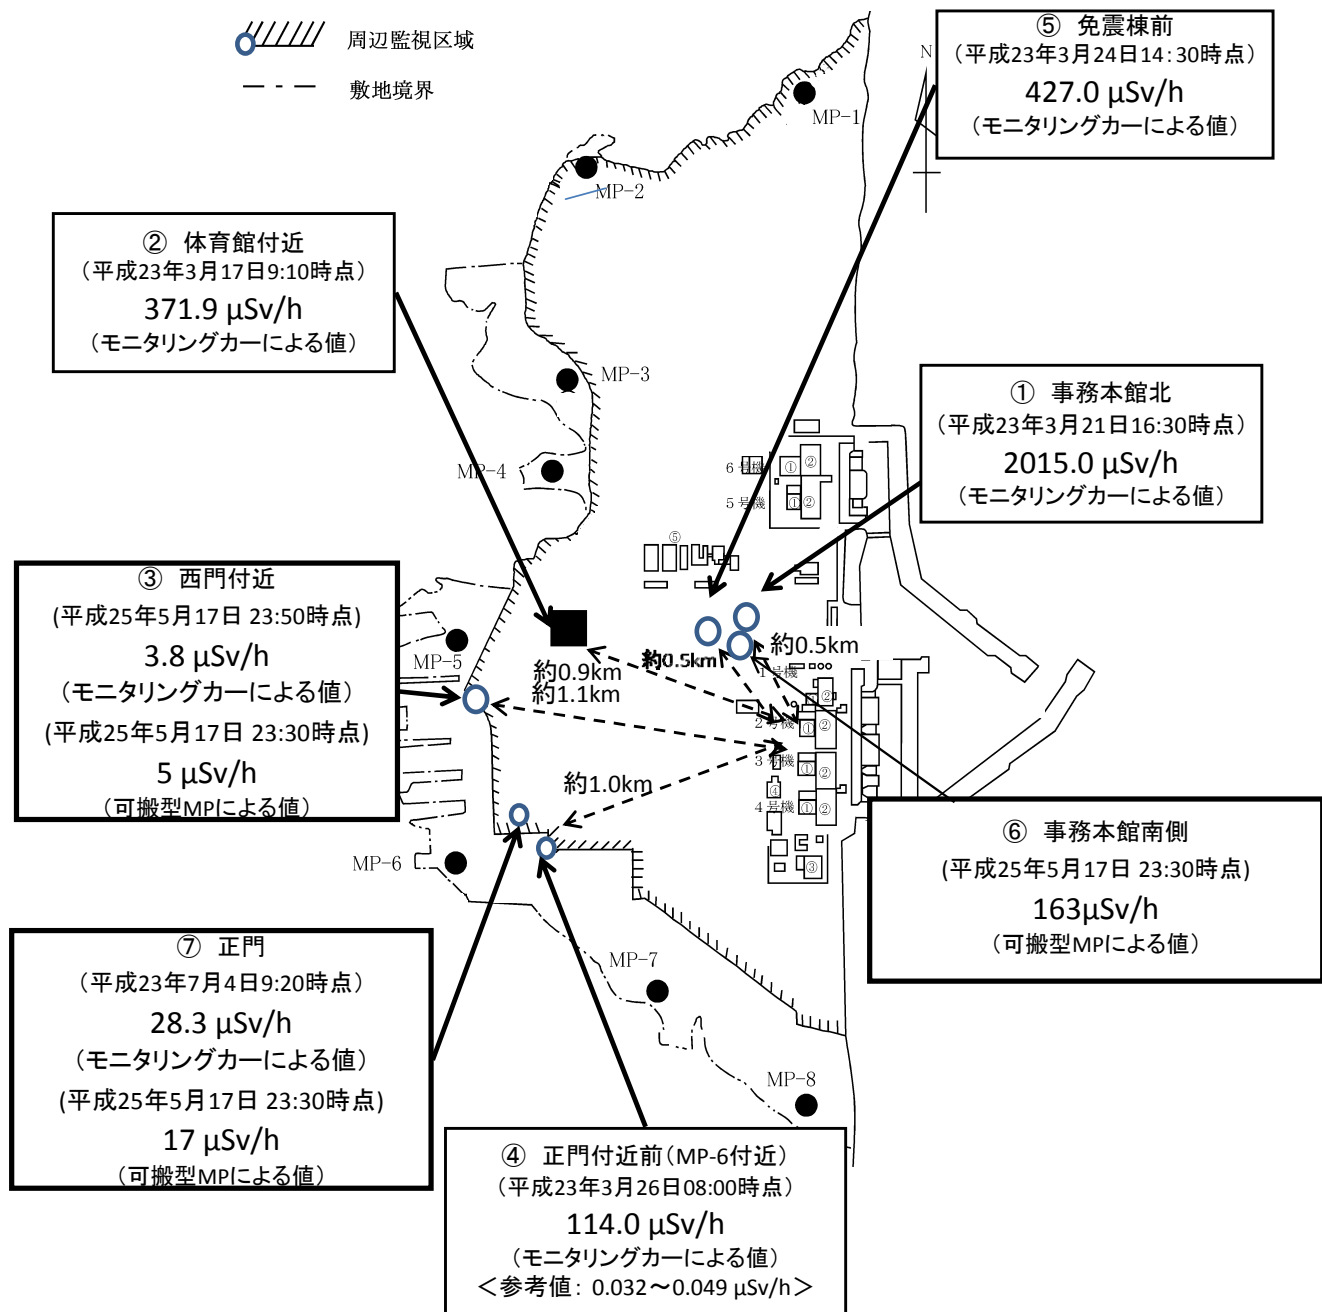 周辺監視区域
敷地境界
⑤ 免震棟前
（平成23年3月24日14：30時点）
427.0 μSv/h
（モニタリングカーによる値）
N
MP-1
MP-2
② 体育館付近
（平成23年3月17日9:10時点）
371.9 μSv/h
（モニタリングカーによる値）
MP-3
MP-4
① 事務本館北
（平成23年3月21日16:30時点）
2015.0 μSv/h
（モニタリングカーによる値）
6号機
① ②
5号機
① ②
⑤
③ 西門付近
(平成25年5月17日 23:50時点)
3.8 μSv/h
（モニタリングカーによる値）
(平成25年5月17日 23:30時点)
5 μSv/h
（可搬型MPによる値）
MP-5
約0.9km
約1.1km
約0.5km
約0.5km
1号機
②
2号機
① ②
3号機
① ②
④
4号機
① ②
③
約1.0km
MP-6
⑥ 事務本館南側
(平成25年5月17日 23:30時点)
163μSv/h
（可搬型MPによる値）
⑦ 正門
（平成23年7月4日9:20時点）
28.3 μSv/h
（モニタリングカーによる値）
(平成25年5月17日 23:30時点)
17 μSv/h
（可搬型MPによる値）
MP-7
MP-8
④ 正門付近前（MP-6付近）
（平成23年3月26日08:00時点）
114.0 μSv/h
（モニタリングカーによる値）
＜参考値： 0.032～0.049 μSv/h＞